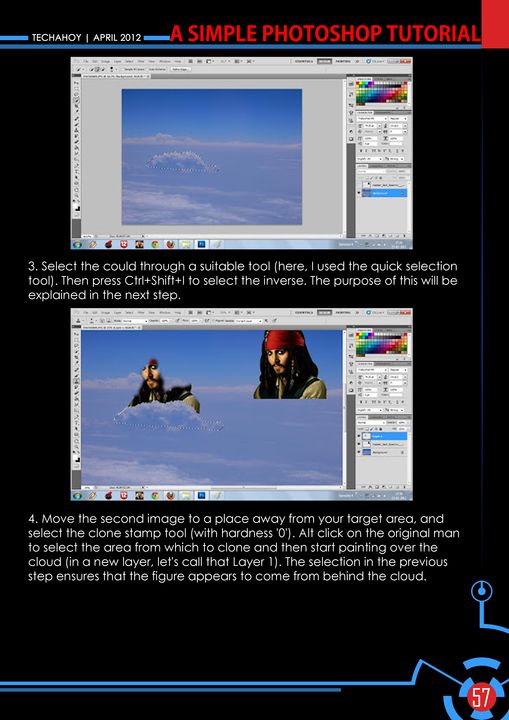 TECHAHOY | APRIL 2012
A SIMPLE PHOTOSHOP TUTORIAL
3. Select the could through a suitable tool (here, I used the quick selection
tool). Then press Ctrl+Shift+I to select the inverse. The purpose of this will be
explained in the next step.
4. Move the second image to a place away from your target area, and
select the clone stamp tool (with hardness '0'). Alt click on the original man
to select the area from which to clone and then start painting over the
cloud (in a new layer, let's call that Layer 1). The selection in the previous
step ensures that the figure appears to come from behind the cloud.
57